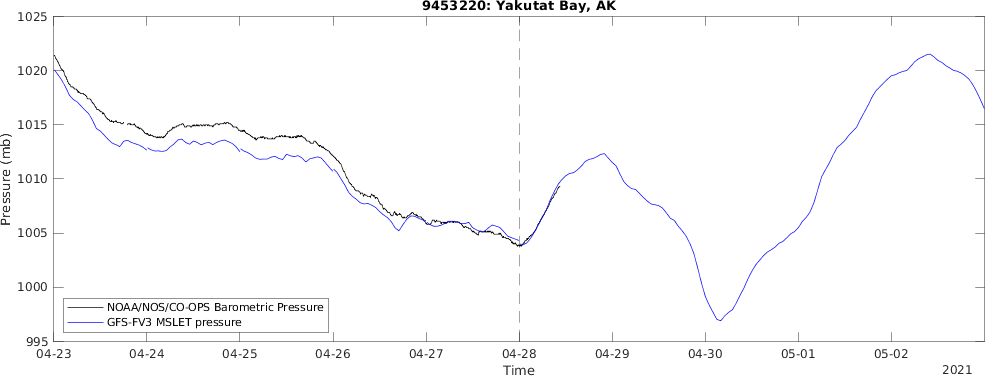 9453220: Yakutat Bay, AK
Pressure (mb)
1025
1020
1015
1010
1005
1000
995
NOAA/NOS/CO-OPS Barometric Pressure
GFS-FV3 MSLET pressure
04-23 04-24 04-25 04-26 04-27 04-28 04-29 04-30 05-01 05-02
Time
2021